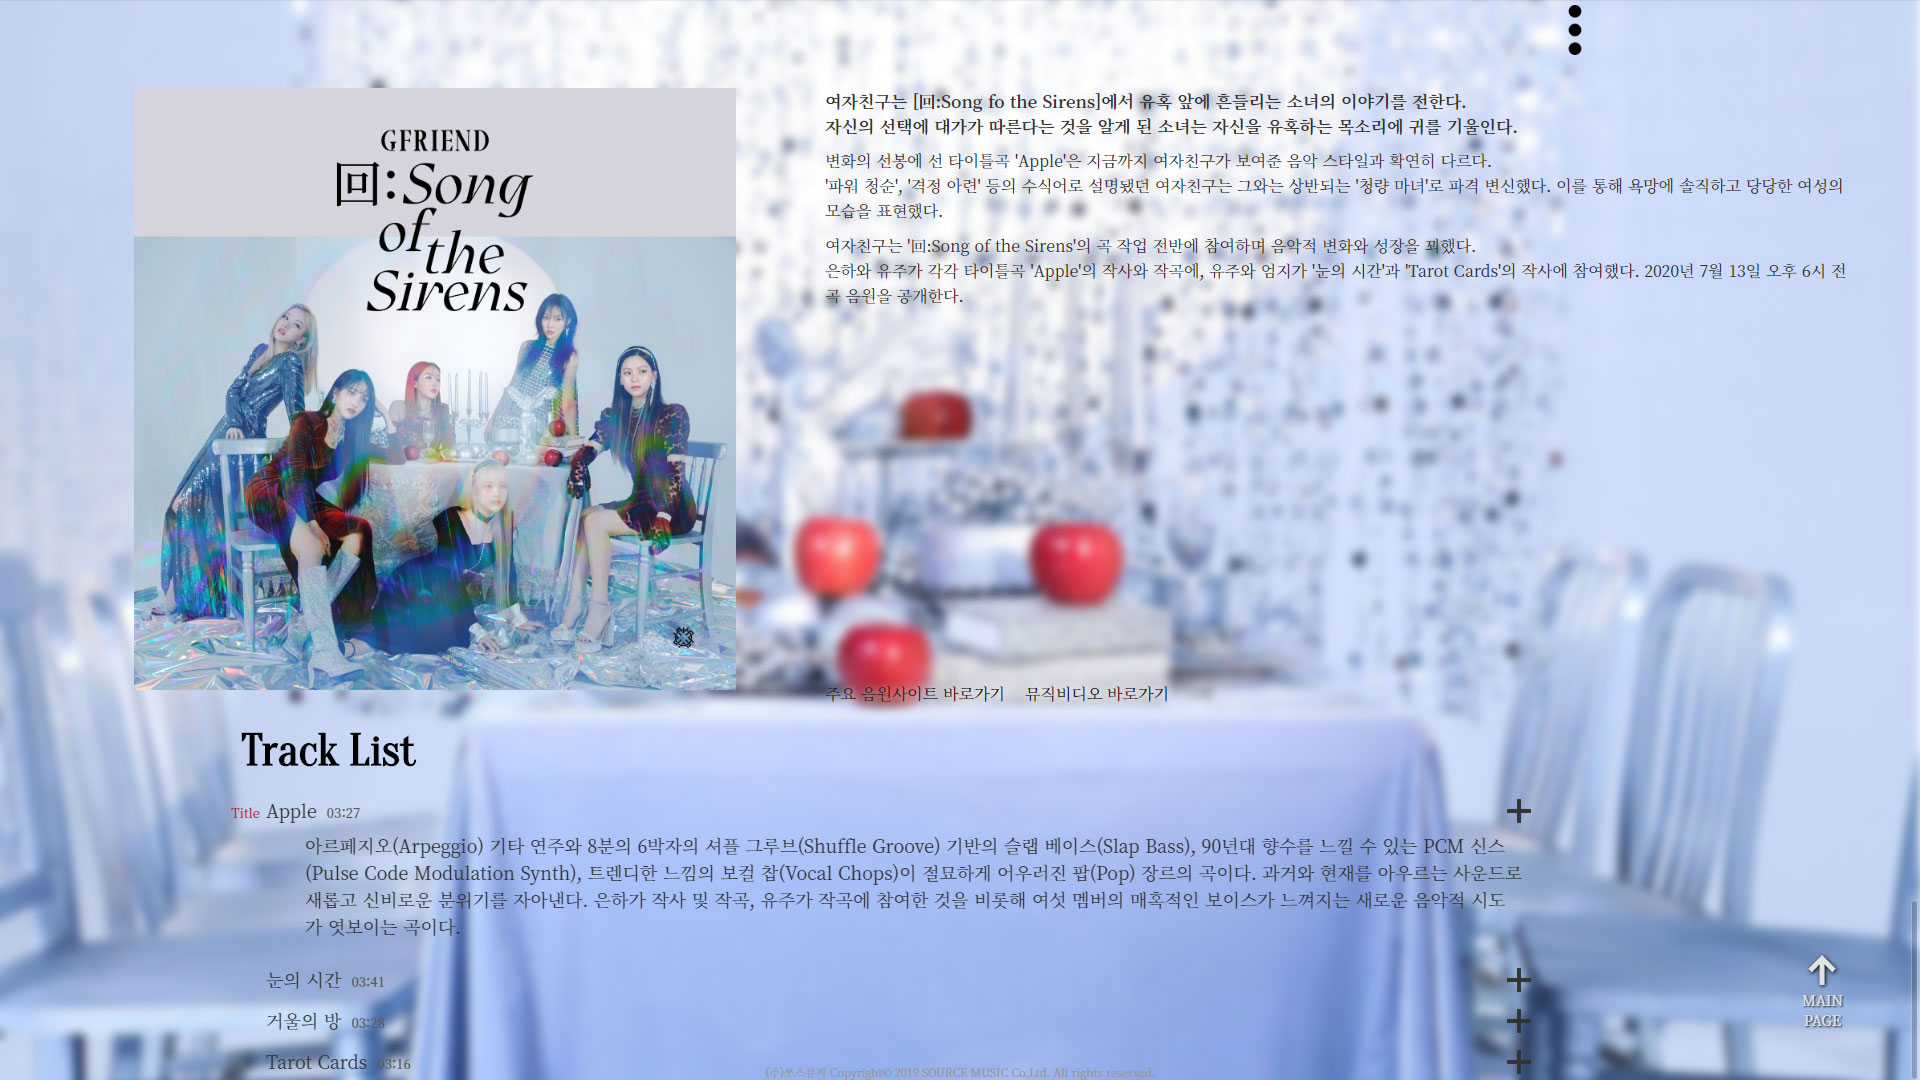 GFRIEND
回:Song
of the
Sirens
여자친구는 [回:Song fo the Sirens]에서 유혹 앞에 흔들리는 소녀의 이야기를 전한다.
자신의 선택에 대가가 따른다는 것을 알게 된 소녀는 자신을 유혹하는 목소리에 귀를 기울인다.
변화의 선봉에 선 타이틀곡 'Apple'은 지금까지 여자친구가 보여준 음악 스타일과 확연히 다르다.
'파워 청순', '격정 아련' 등의 수식어로 설명됐던 여자친구는 그와는 상반되는 '청량 마녀'로 파격 변신했다. 이를 통해 욕망에 솔직하고 당당한 여성의
모습을 표현했다.
여자친구는 '回:Song of the Sirens'의 곡 작업 전반에 참여하며 음악적 변화와 성장을 꾀했다.
은하와 유주가 각각 타이틀곡 'Apple'의 작사와 작곡에, 유주와 엄지가 '눈의 시간'과 'Tarot Cards'의 작사에 참여했다. 2020년 7월 13일 오후 6시 전
곡 음원을 공개한다.
주요 음원사이트 바로가기 뮤직비디오 바로가기
Track List
Title Apple 03:27
아르페지오(Arpeggio) 기타 연주와 8분의 6박자의 셔플 그루브(Shuffle Groove) 기반의 슬랩 베이스(Slap Bass), 90년대 향수를 느낄 수 있는 PCM 신스
(Pulse Code Modulation Synth), 트렌디한 느낌의 보컬 찹(Vocal Chops)이 절묘하게 어우러진 팝(Pop) 장르의 곡이다. 과거와 현재를 아우르는 사운드로
새롭고 신비로운 분위기를 자아낸다. 은하가 작사 및 작곡, 유주가 작곡에 참여한 것을 비롯해 여섯 멤버의 매혹적인 보이스가 느껴지는 새로운 음악적 시도
가 엿보이는 곡이다.
눈의 시간 03:41
거울의 방 03:28
Tarot Cards 03:16
MAIN
PAGE
(주)쏘스뮤직 Copyright© 2019 SOURCE MUSIC Co.Ltd. All rights reserved.